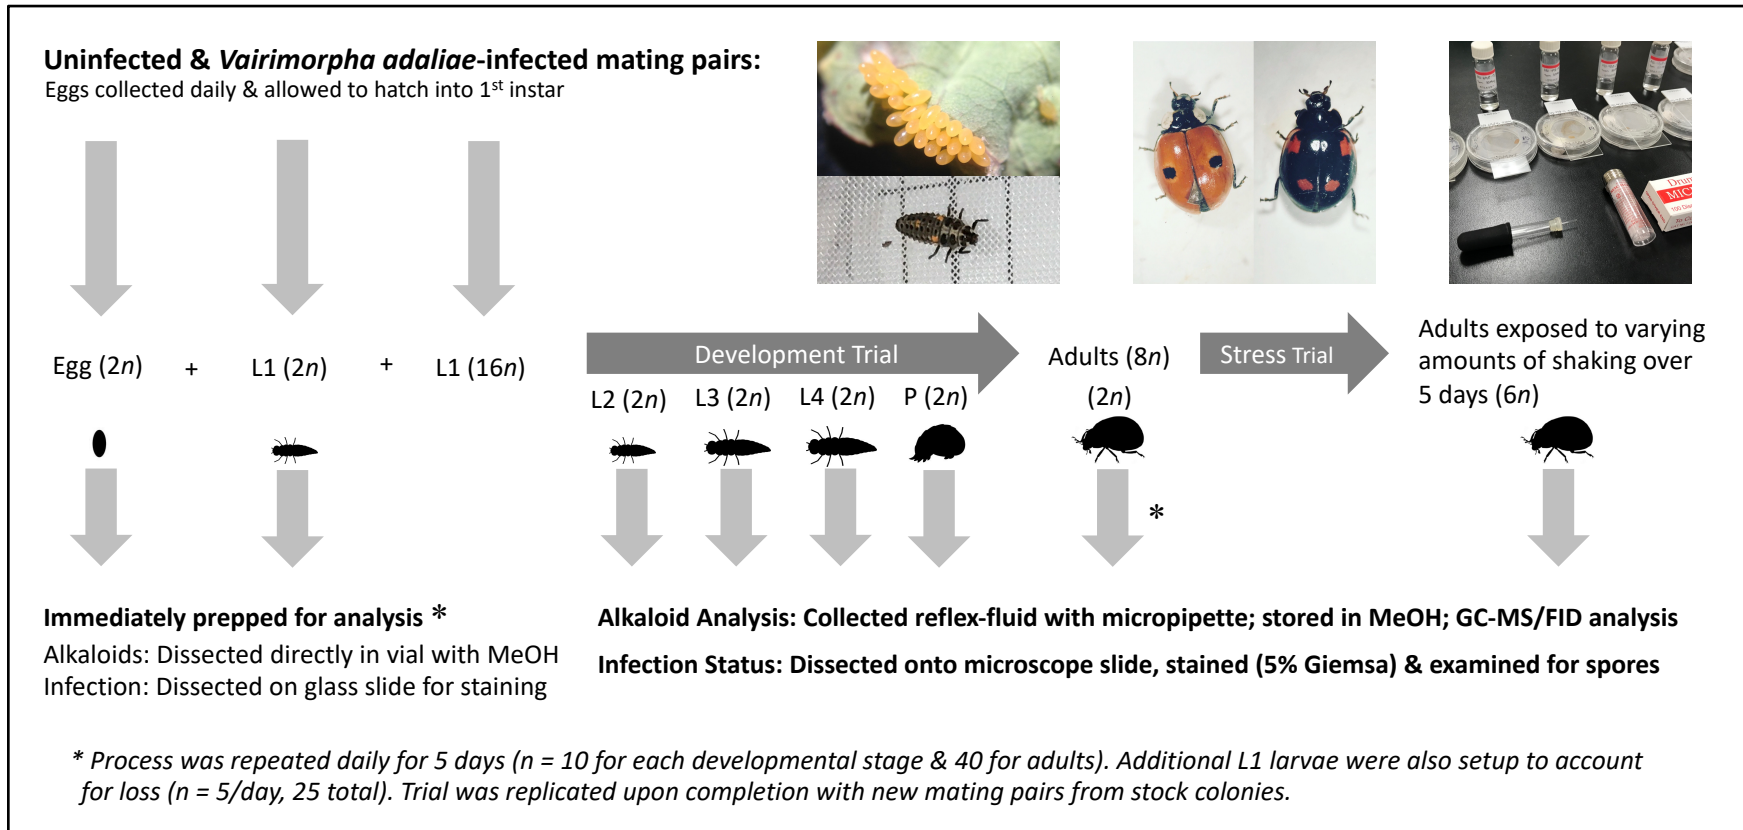 Uninfected & Vairimorpha adaliae-infected mating pairs:
Eggs collected daily & allowed to hatch into 1st instar
Egg (2n) + L1 (2n) + L1 (16n)
Development Trial
L2 (2n) L3 (2n) L4 (2n) P (2n)
Adults (8n)
(2n)
Stress Trial
Adults exposed to varying
amounts of shaking over
5 days (6n)
*
Immediately prepped for analysis *
Alkaloids: Dissected directly in vial with MeOH
Infection: Dissected on glass slide for staining
Alkaloid Analysis: Collected reflex-fluid with micropipette; stored in MeOH; GC-MS/FID analysis
Infection Status: Dissected onto microscope slide, stained (5% Giemsa) & examined for spores
* Process was repeated daily for 5 days (n = 10 for each developmental stage & 40 for adults). Additional L1 larvae were also setup to account
for loss (n = 5/day, 25 total). Trial was replicated upon completion with new mating pairs from stock colonies.